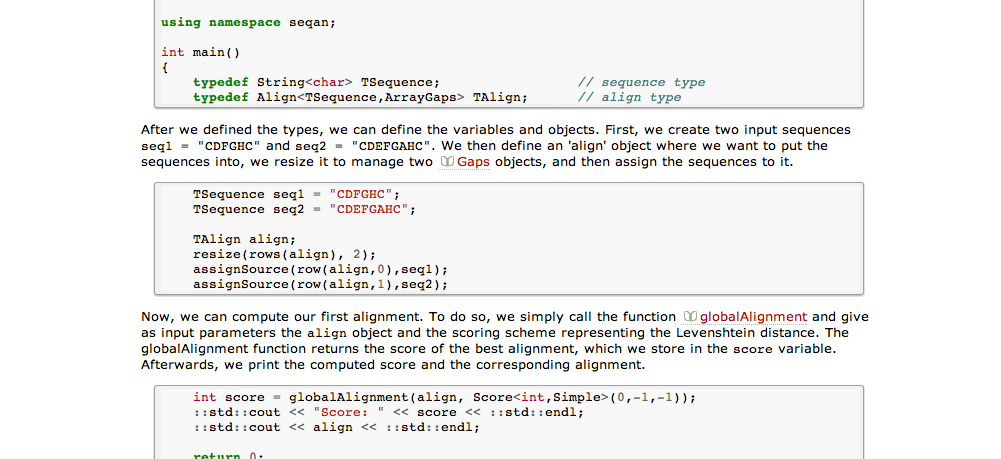 using namespace seqan;
int main()
{
typedef String<char> TSequence; // sequence type
typedef Align<TSequence,ArrayGaps> TAlign; // align type
After we defined the types, we can define the variables and objects. First, we create two input sequences
seq1 = "CDFGHC" and seq2 = "CDEFGAHC". We then define an 'align' object where we want to put the
sequences into, we resize it to manage two Gaps objects, and then assign the sequences to it.
TSequence seq1 = "CDFGHC";
TSequence seq2 = "CDEFGAHC";
TAlign align;
resize(rows(align), 2);
assignSource(row(align,0),seq1);
assignSource(row(align,1),seq2);
Now, we can compute our first alignment. To do so, we simply call the function globalAlignment and give
as input parameters the align object and the scoring scheme representing the Levenshtein distance. The
globalAlignment function returns the score of the best alignment, which we store in the score variable.
Afterwards, we print the computed score and the corresponding alignment.
int score = globalAlignment(align, Score<int,Simple>(0,-1,-1));
::std::cout << "Score: " << score << ::std::endl;
::std::cout << align << ::std::endl;
return 0;